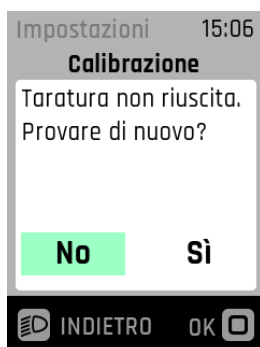 Impostazioni 15:06
Calibrazione
Taratura non riuscita.
Provare di nuovo?
No Sì
INDIETRO OK